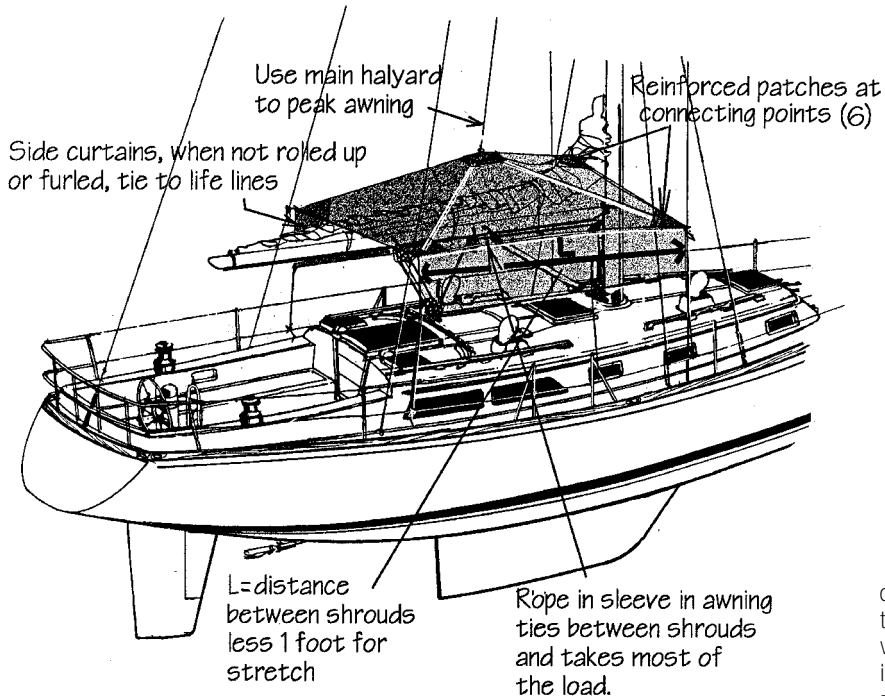 Use main halyard
to peak awning
Reinforced patches at
connecting points (6)
Side curtains, when not rolled up
or furled, tie to life lines
L
L=distance
between shrouds
less 1 foot for
stretch
Rope in sleeve in awning
ties between shrouds
and takes most of
the load.